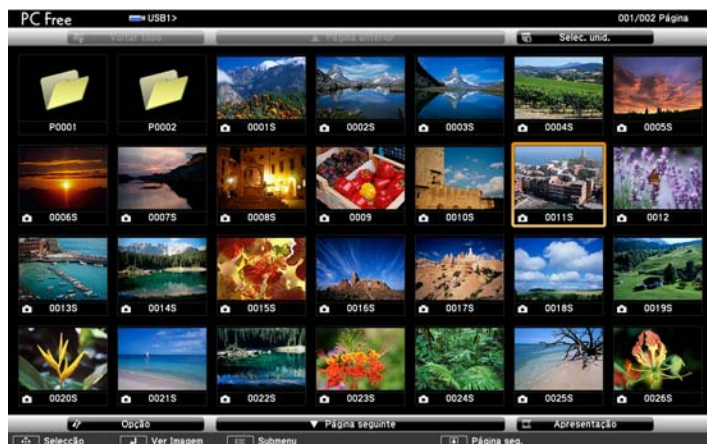 PC Free USB1> 001/002 Página
Voltar topo ▲ Página anterior Selec. unid.
P0001 P0002 0001S 0002S 0003S 0004S 0005S
0006S 0007S 0008S 0009 0010S 0011S 0012
0013S 0014S 0015S 0016S 0017S 0018S 0019S
0020S 0021S 0022S 0023S 0024S 0025S 0026S
Opção ▼ Página seguinte Apresentação
Selecção Ver Imagem ESC Submenu Página seg.